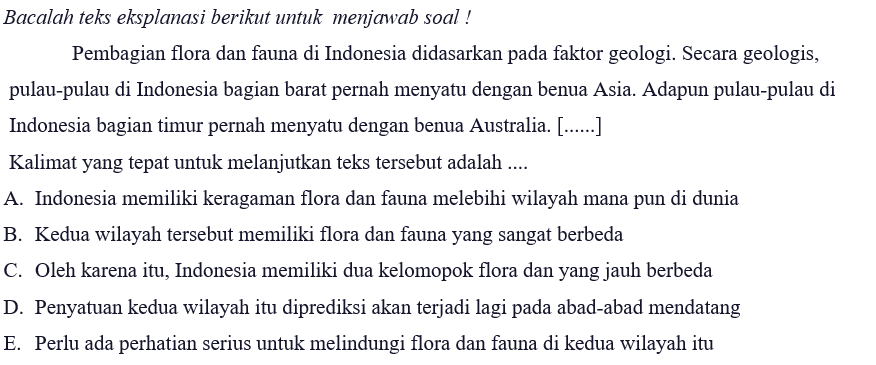 Bacalah teks eksplanasi berikut untuk menjawab soal !
Pembagian flora dan fauna di Indonesia didasarkan pada faktor geologi. Secara geologis,
pulau-pulau di Indonesia bagian barat pernah menyatu dengan benua Asia. Adapun pulau-pulau di
Indonesia bagian timur pernah menyatu dengan benua Australia. [......]
Kalimat yang tepat untuk melanjutkan teks tersebut adalah ....
A. Indonesia memiliki keragaman flora dan fauna melebihi wilayah mana pun di dunia
B. Kedua wilayah tersebut memiliki flora dan fauna yang sangat berbeda
C. Oleh karena itu, Indonesia memiliki dua kelomopok flora dan yang jauh berbeda
D. Penyatuan kedua wilayah itu diprediksi akan terjadi lagi pada abad-abad mendatang
E. Perlu ada perhatian serius untuk melindungi flora dan fauna di kedua wilayah itu